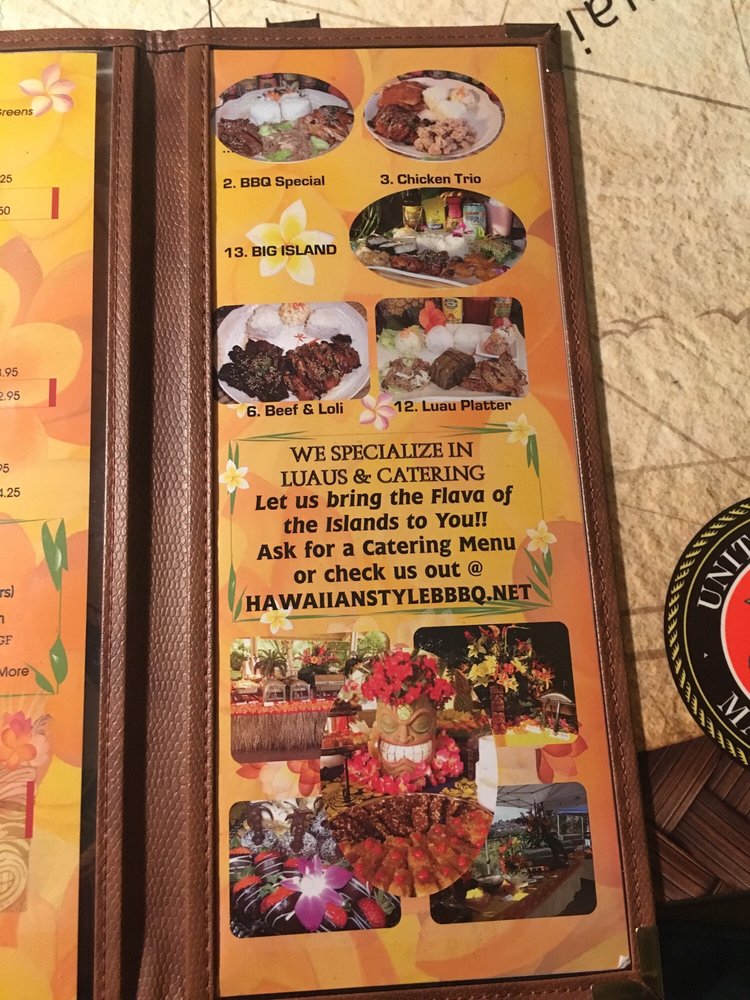 uai
Greens
25
50
.95
2.95
95
4.25
rs)
GF
More
2. BBQ Special
3. Chicken Trio
13. BIG ISLAND
6. Beef & Loli
12. Luau Platter
WE SPECIALIZE IN
LUAUS & CATERING
Let us bring the Flava of
the Islands to You!!
Ask for a Catering Menu
or check us out @
HAWAIIANSTYLEBBBQ.NET
UNIT
MA